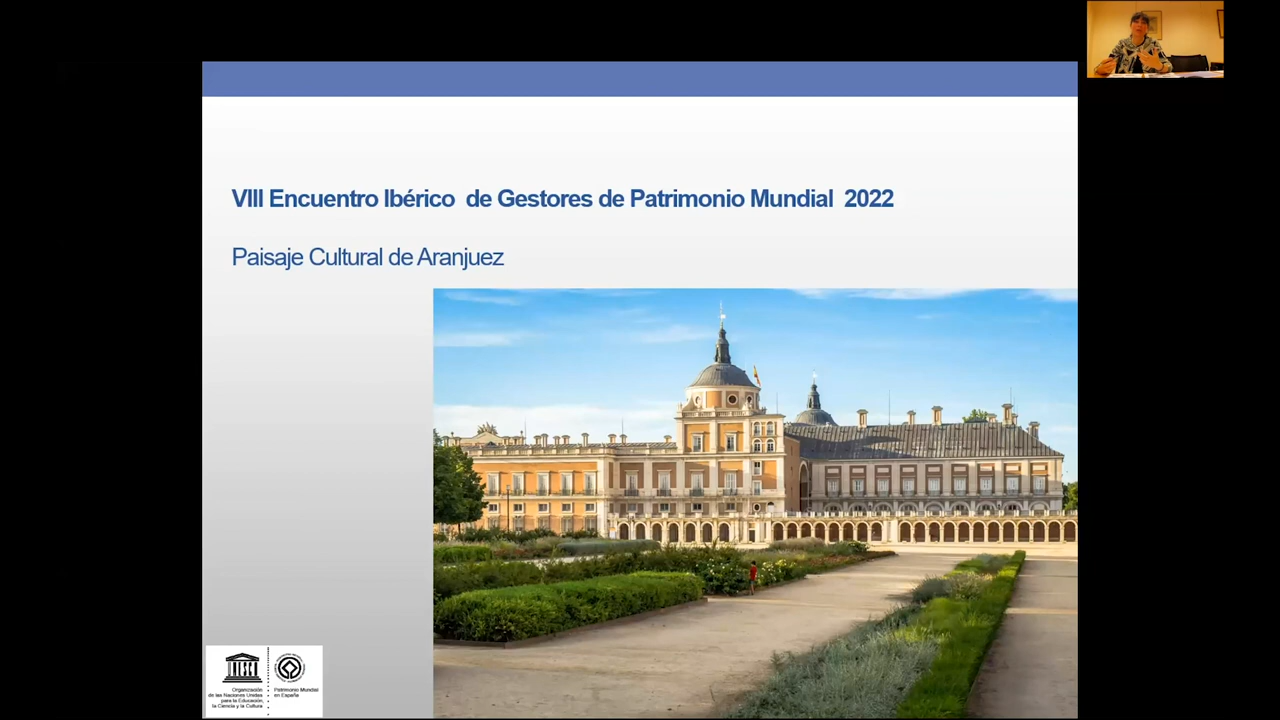 VIII Encuentro Ibérico de Gestores de Patrimonio Mundial 2022
Paisaje Cultural de Aranjuez
Organización
de las Naciones Unidas
para la Educación,
la Ciencia y la Cultura
Patrimonio Mundial
en España